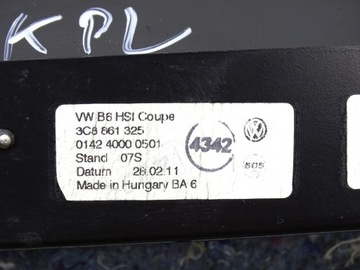 KPL
VW B6 HSI Coupe
3C8 861 325
0142 4000 0501
Stand 07S
Datum 28.02.11
Made in Hungary BA 6
4342
SOS